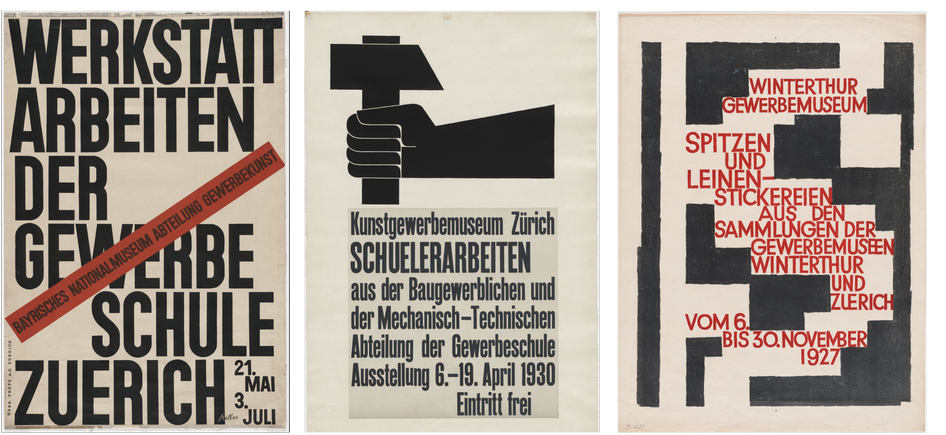 WERKSTATT
ARBEITEN
DER
GEWERBE
SCHULE
ZUERICH
21.
MAI
3.
JULI
BAYRISCHES NATIONALMUSEUM ABTEILUNG GEWERBEKUNST
Kunstgewerbemuseum Zürich
SCHUELERARBEITEN
aus der Baugewerblichen und
der Mechanisch–Technischen
Abteilung der Gewerbeschule
Ausstellung 6.–19. April 1930
Eintritt frei
WINTERTHUR
GEWERBEMUSEUM
SPITZEN
UND
LEINEN–
STICKEREIEN
AUS DEN
SAMMLUNGEN DER
GEWERBEMUSEEN
WINTERTHUR
UND
ZUERICH
VOM 6.
BIS 30. NOVEMBER
1927